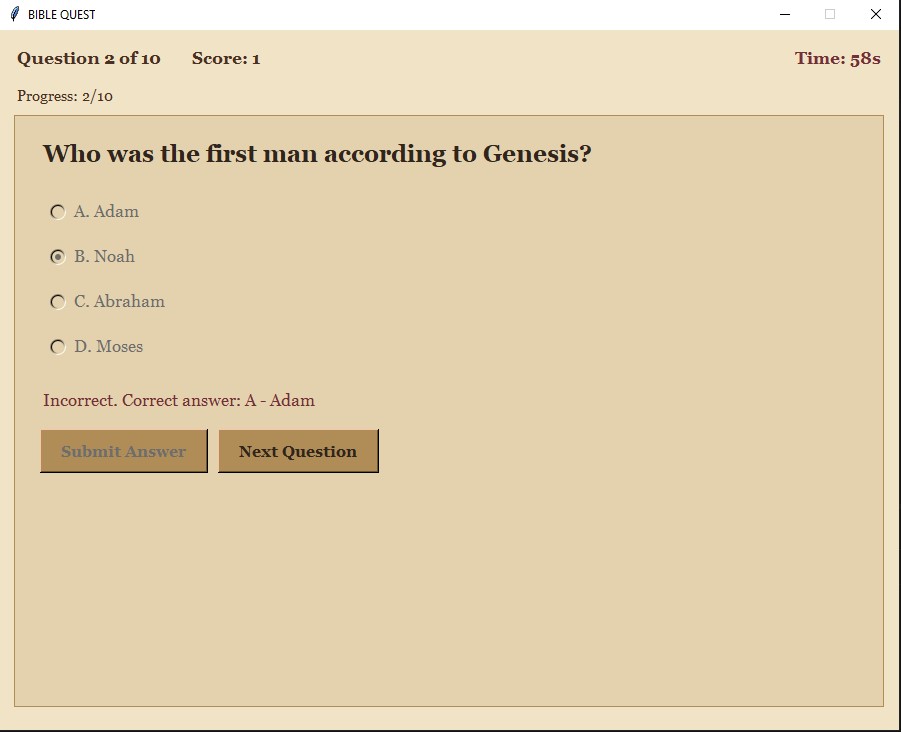 BIBLE QUEST
Question 2 of 10 Score: 1 Time: 58s
Progress: 2/10
Who was the first man according to Genesis?
A. Adam
B. Noah
C. Abraham
D. Moses
Incorrect. Correct answer: A - Adam
Submit Answer Next Question